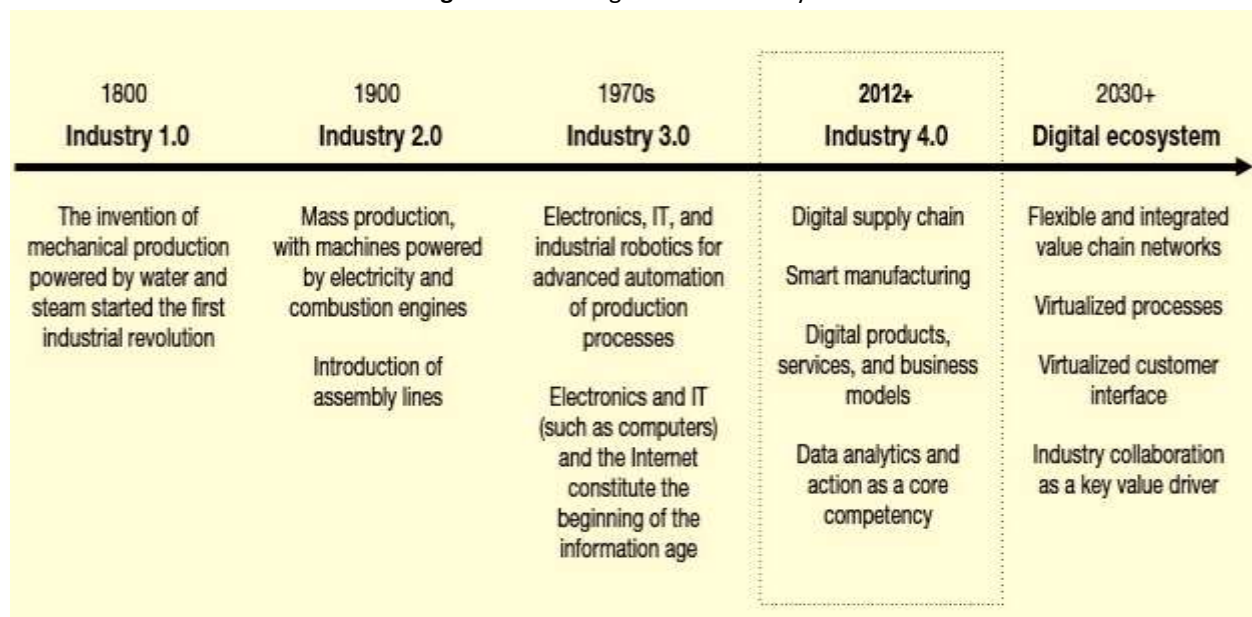 1800
Industry 1.0
The invention of
mechanical production
powered by water and
steam started the first
industrial revolution
1900
Industry 2.0
Mass production,
with machines powered
by electricity and
combustion engines
Introduction of
assembly lines
1970s
Industry 3.0
Electronics, IT, and
industrial robotics for
advanced automation
of production
processes
Electronics and IT
(such as computers)
and the Internet
constitute the
beginning of the
information age
2012+
Industry 4.0
Digital supply chain
Smart manufacturing
Digital products,
services, and business
models
Data analytics and
action as a core
competency
2030+
Digital ecosystem
Flexible and integrated
value chain networks
Virtualized processes
Virtualized customer
interface
Industry collaboration
as a key value driver